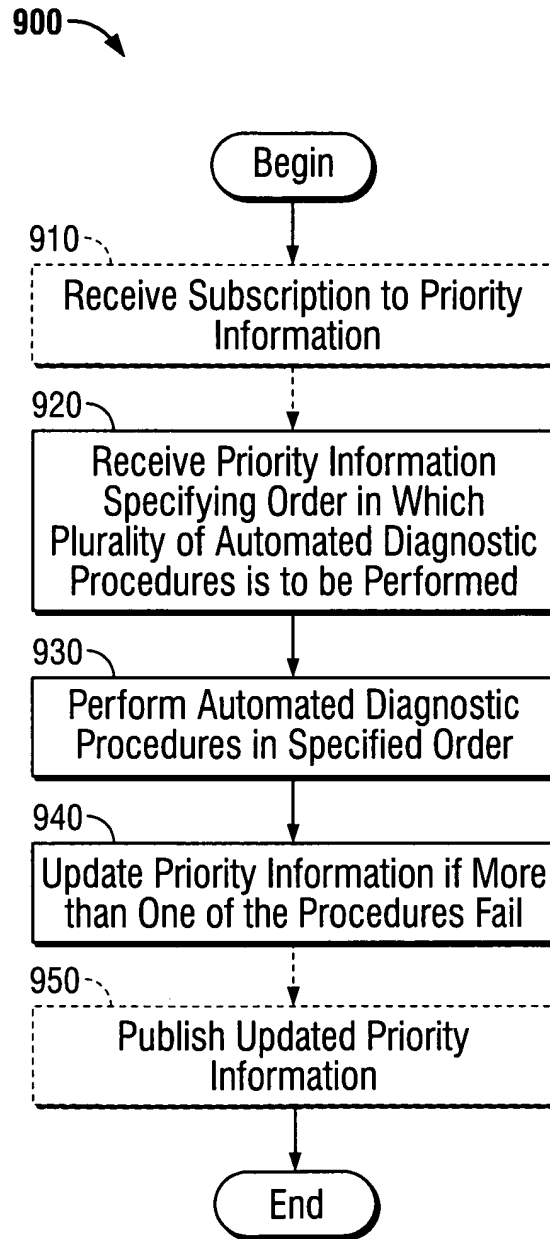 900
Begin
910
Receive Subscription to Priority
Information
920
Receive Priority Information
Specifying Order in Which
Plurality of Automated Diagnostic
Procedures is to be Performed
930
Perform Automated Diagnostic
Procedures in Specified Order
940
Update Priority Information if More
than One of the Procedures Fail
950
Publish Updated Priority
Information
End